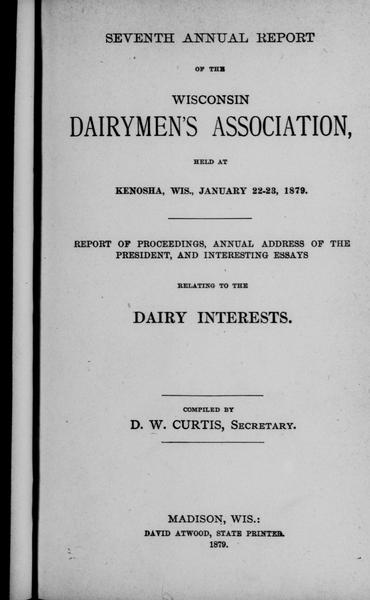 SEVENTH ANNUAL REPORT
OF THE
WISCONSIN
DAIRYMEN'S ASSOCIATION,
HELD AT
KENOSHA, WIS., JANUARY 22-23, 1879.
REPORT OF PROCEEDINGS, ANNUAL ADDRESS OF THE
PRESIDENT, AND INTERESTING ESSAYS
RELATING TO THE
DAIRY INTERESTS.
COMPILED BY
D. W. CURTIS, SECRETARY.
MADISON, WIS.:
DAVID ATWOOD, STATE PRINTER.
1879.